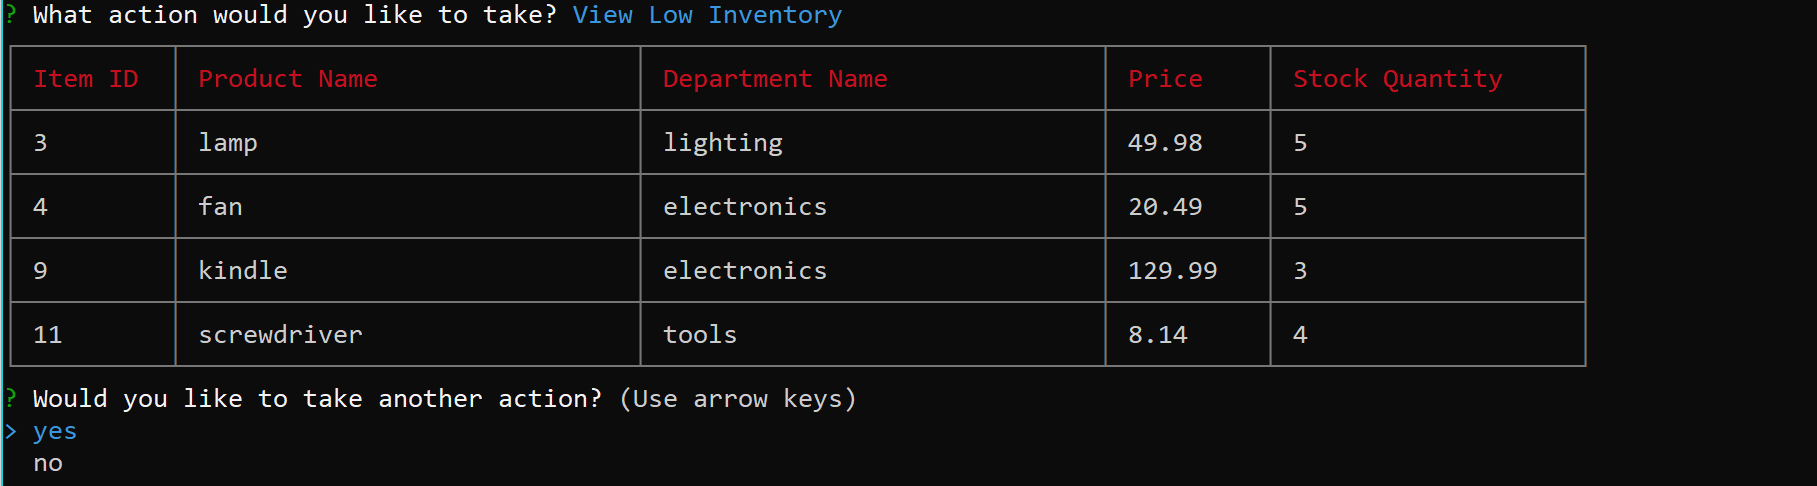 ? What action would you like to take? View Low Inventory
Item ID Product Name Department Name Price Stock Quantity
3 lamp lighting 49.98 5
4 fan electronics 20.49 5
9 kindle electronics 129.99 3
11 screwdriver tools 8.14 4
? Would you like to take another action? (Use arrow keys)
> yes
no